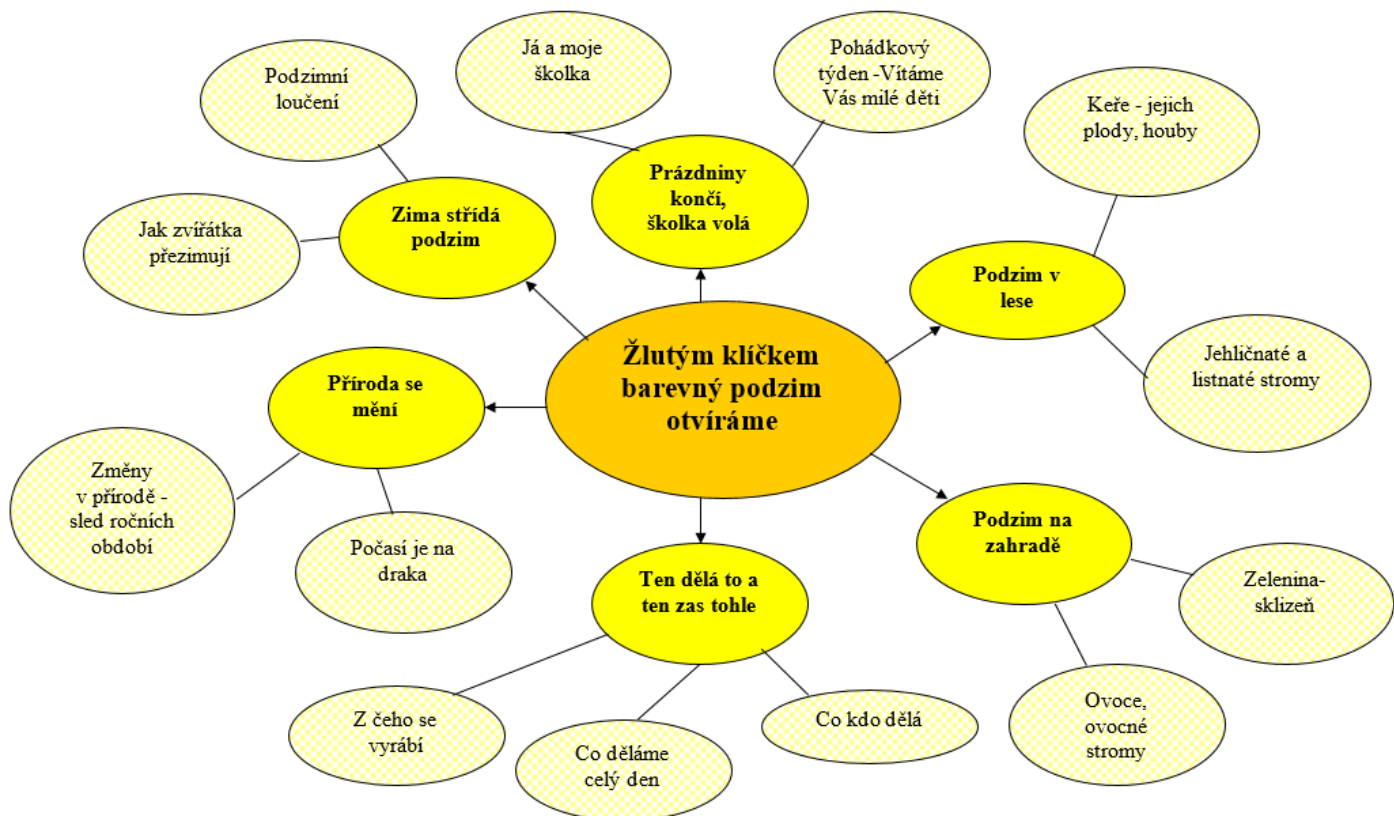 Já a moje
školka
Pohádkový
týden -Vítáme
Vás milé děti
Podzimní
loučení
Keře - jejich
plody, houby
Prázdniny
končí,
školka volá
Zima střídá
podzim
Jak zvířátka
přezimují
Podzim v
lese
Žlutým klíčkem
barevný podzim
otvíráme
Jehličnaté a
listnaté stromy
Příroda se
mění
Změny
v přírodě -
sled ročních
období
Počasí je na
draka
Podzim na
zahradě
Ten dělá to a
ten zas tohle
Zelenina-
sklizeň
Z čeho se
vyrábí
Co děláme
celý den
Co kdo dělá
Ovoce,
ovocné
stromy